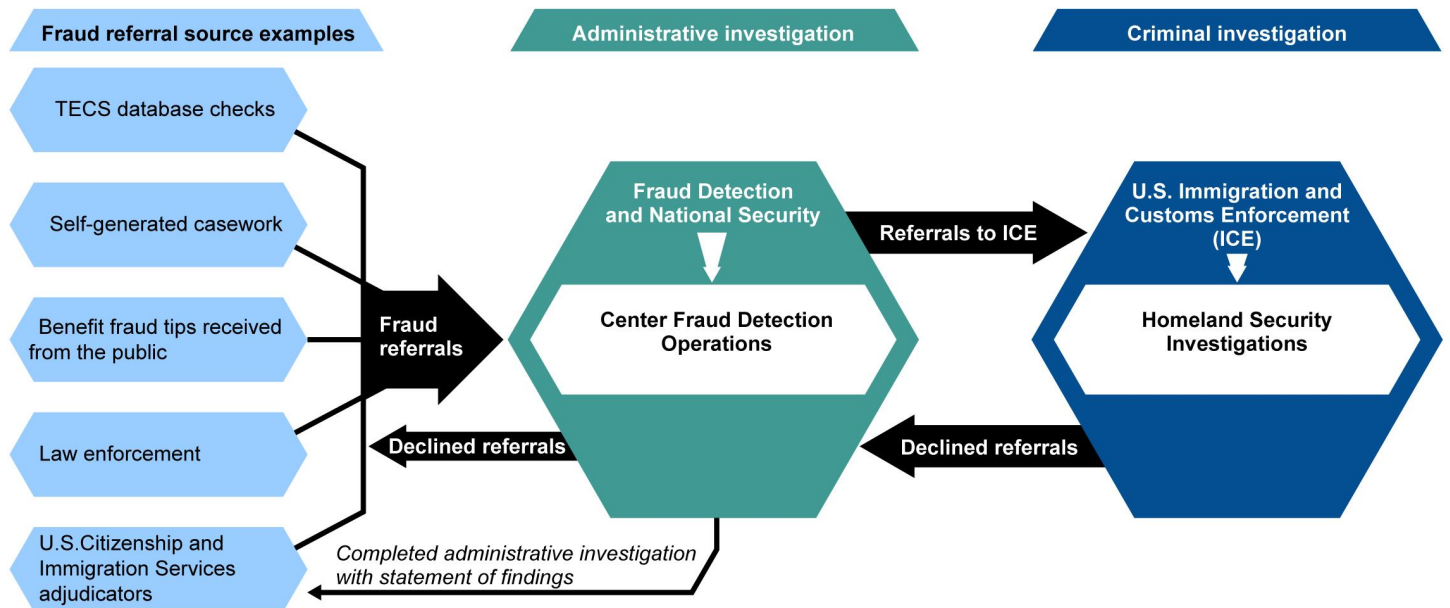 Fraud referral source examples
Administrative investigation
Criminal investigation
TECS database checks
Self-generated casework
Benefit fraud tips received
from the public
Law enforcement
U.S.Citizenship and
Immigration Services
adjudicators
Fraud
referrals
Declined referrals
Completed administrative investigation
with statement of findings
Fraud Detection
and National Security
Center Fraud Detection
Operations
Referrals to ICE
Declined referrals
U.S. Immigration and
Customs Enforcement
(ICE)
Homeland Security
Investigations